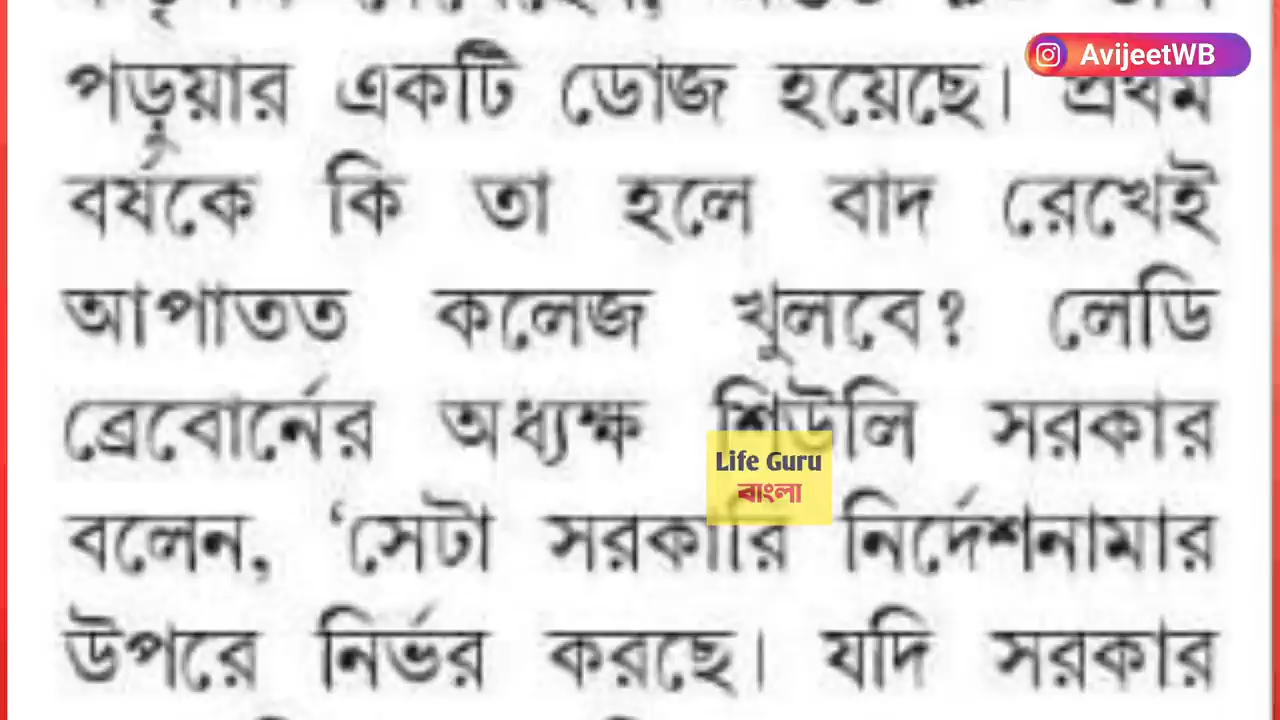 AvijeetWB
পড়ুয়ার একটি ডোজ হয়েছে। প্রথম
বর্ষকে কি তা হলে বাদ রেখেই
আপাতত কলেজ খুলবে? লেডি
ব্রেবোর্নের অধ্যক্ষ শিউলি সরকার
Life Guru
বাংলা
বলেন, ‘সেটা সরকারি নির্দেশনামার
উপরে নির্ভর করছে। যদি সরকার